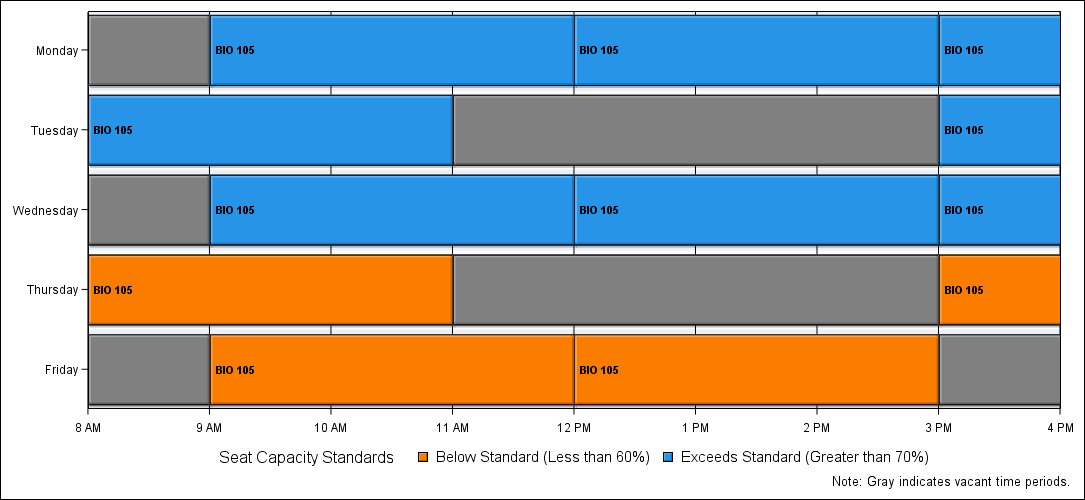 Monday BIO 105 BIO 105 BIO 105
Tuesday BIO 105 BIO 105
Wednesday BIO 105 BIO 105 BIO 105
Thursday BIO 105 BIO 105
Friday BIO 105 BIO 105
8 AM 9 AM 10 AM 11 AM 12 PM 1 PM 2 PM 3 PM 4 PM
Seat Capacity Standards Below Standard (Less than 60%) Exceeds Standard (Greater than 70%)
Note: Gray indicates vacant time periods.